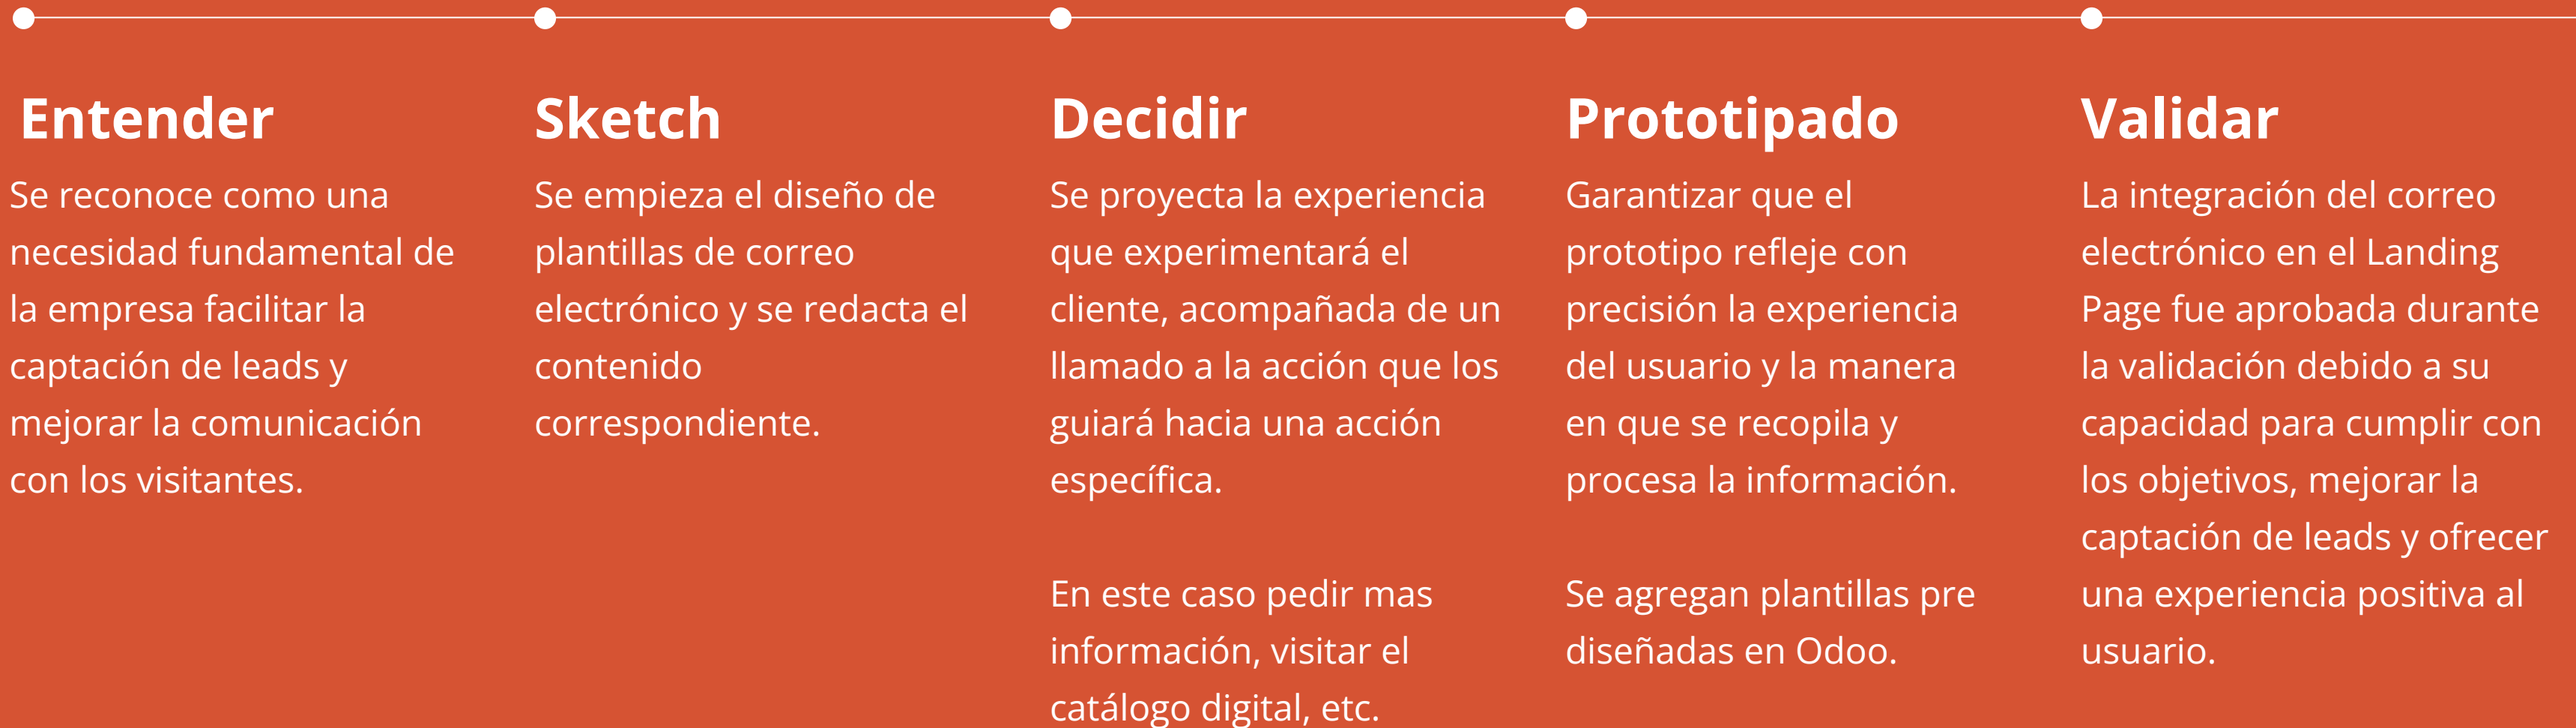 Entender
Se reconoce como una
necesidad fundamental de
la empresa facilitar la
captación de leads y
mejorar la comunicación
con los visitantes.
Sketch
Se empieza el diseño de
plantillas de correo
electrónico y se redacta el
contenido
correspondiente.
Decidir
Se proyecta la experiencia
que experimentará el
cliente, acompañada de un
llamado a la acción que los
guiará hacia una acción
específica.
En este caso pedir mas
información, visitar el
catálogo digital, etc.
Prototipado
Garantizar que el
prototipo refleje con
precisión la experiencia
del usuario y la manera
en que se recopila y
procesa la información.
Se agregan plantillas pre
diseñadas en Odoo.
Validar
La integración del correo
electrónico en el Landing
Page fue aprobada durante
la validación debido a su
capacidad para cumplir con
los objetivos, mejorar la
captación de leads y ofrecer
una experiencia positiva al
usuario.